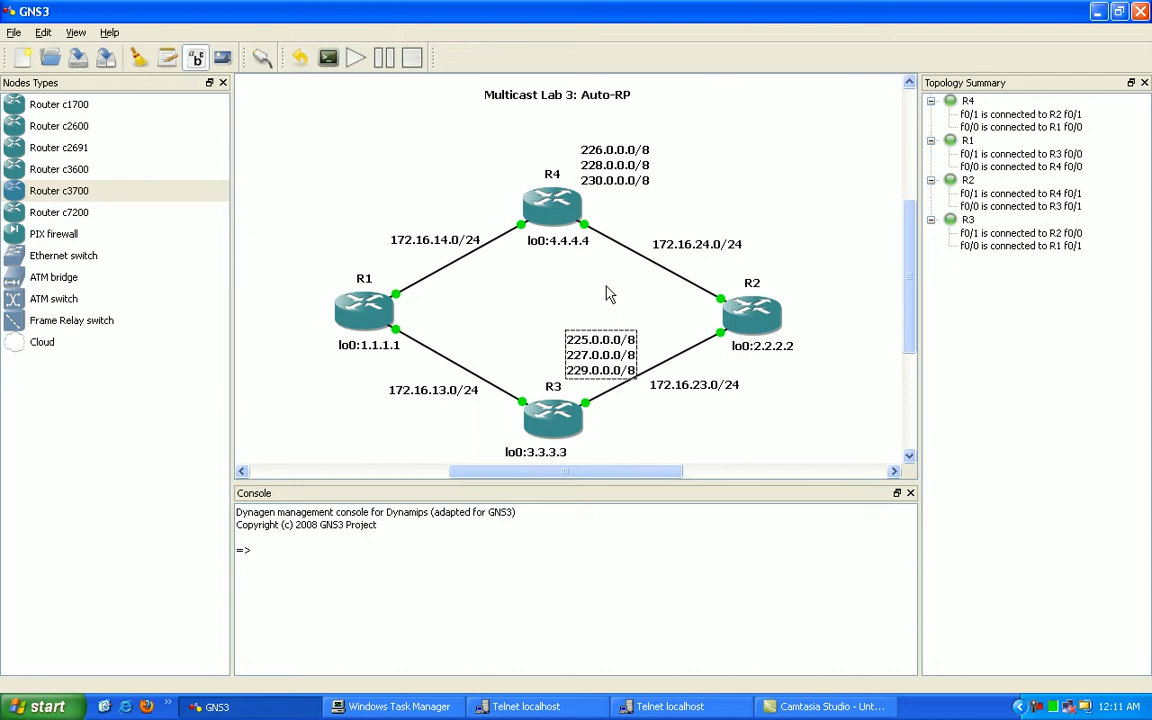 GNS3
File Edit View Help
Nodes Types
Router c1700
Router c2600
Router c2691
Router c3600
Router c3700
Router c7200
PIX firewall
Ethernet switch
ATM bridge
ATM switch
Frame Relay switch
Cloud
Multicast Lab 3: Auto-RP
226.0.0.0/8
228.0.0.0/8
230.0.0.0/8
R4
lo0:4.4.4.4
172.16.14.0/24
172.16.24.0/24
R1
lo0:1.1.1.1
R2
lo0:2.2.2.2
225.0.0.0/8
227.0.0.0/8
229.0.0.0/8
172.16.13.0/24
172.16.23.0/24
R3
lo0:3.3.3.3
Topology Summary
R4
f0/1 is connected to R2 f0/1
f0/0 is connected to R1 f0/0
R1
f0/1 is connected to R3 f0/0
f0/0 is connected to R4 f0/0
R2
f0/1 is connected to R4 f0/1
f0/0 is connected to R3 f0/1
R3
f0/1 is connected to R2 f0/0
f0/0 is connected to R1 f0/1
Console
Dynagen management console for Dynamips (adapted for GNS3)
Copyright (c) 2008 GNS3 Project
=>
start
GNS3
Windows Task Manager
Telnet localhost
Telnet localhost
Camtasia Studio - Unt...
12:11 AM